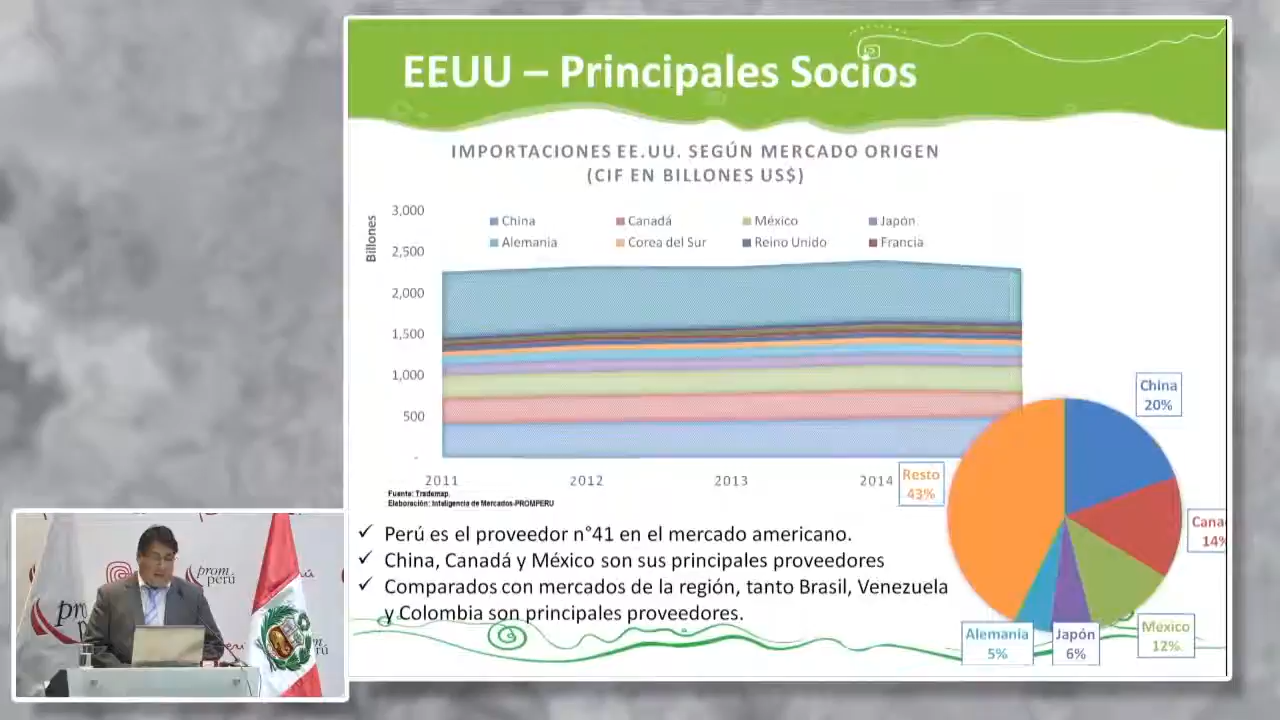 EEUU – Principales Socios
IMPORTACIONES EE.UU. SEGÚN MERCADO ORIGEN
(CIF EN BILLONES US$)
Billones
3,000
2,500
2,000
1,500
1,000
500
-
China
Canadá
México
Japón
Alemania
Corea del Sur
Reino Unido
Francia
2011
2012
2013
2014
Fuente: Trademap.
Elaboración: Inteligencia de Mercados-PROMPERU
China
20%
Cana
14%
México
12%
Japón
6%
Alemania
5%
Resto
43%
✓ Perú es el proveedor n°41 en el mercado americano.
✓ China, Canadá y México son sus principales proveedores
✓ Comparados con mercados de la región, tanto Brasil, Venezuela
y Colombia son principales proveedores.
prom
perú